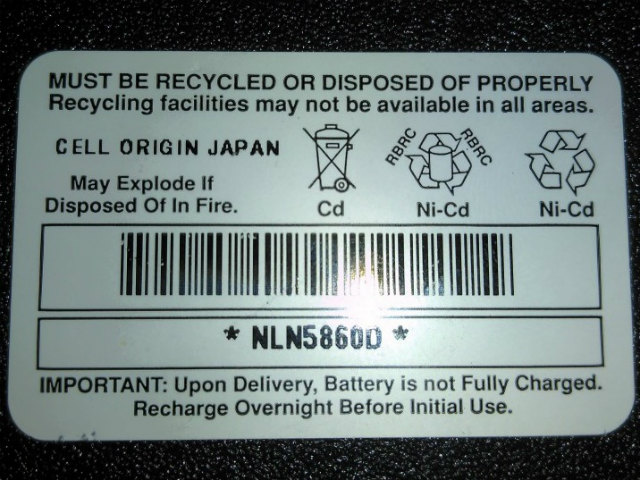 MUST BE RECYCLED OR DISPOSED OF PROPERLY
Recycling facilities may not be available in all areas.
CELL ORIGIN JAPAN
May Explode If
Disposed Of In Fire.
Cd
RBRC RBRC
Ni-Cd
Ni-Cd
* NLN5860D *
IMPORTANT: Upon Delivery, Battery is not Fully Charged.
Recharge Overnight Before Initial Use.